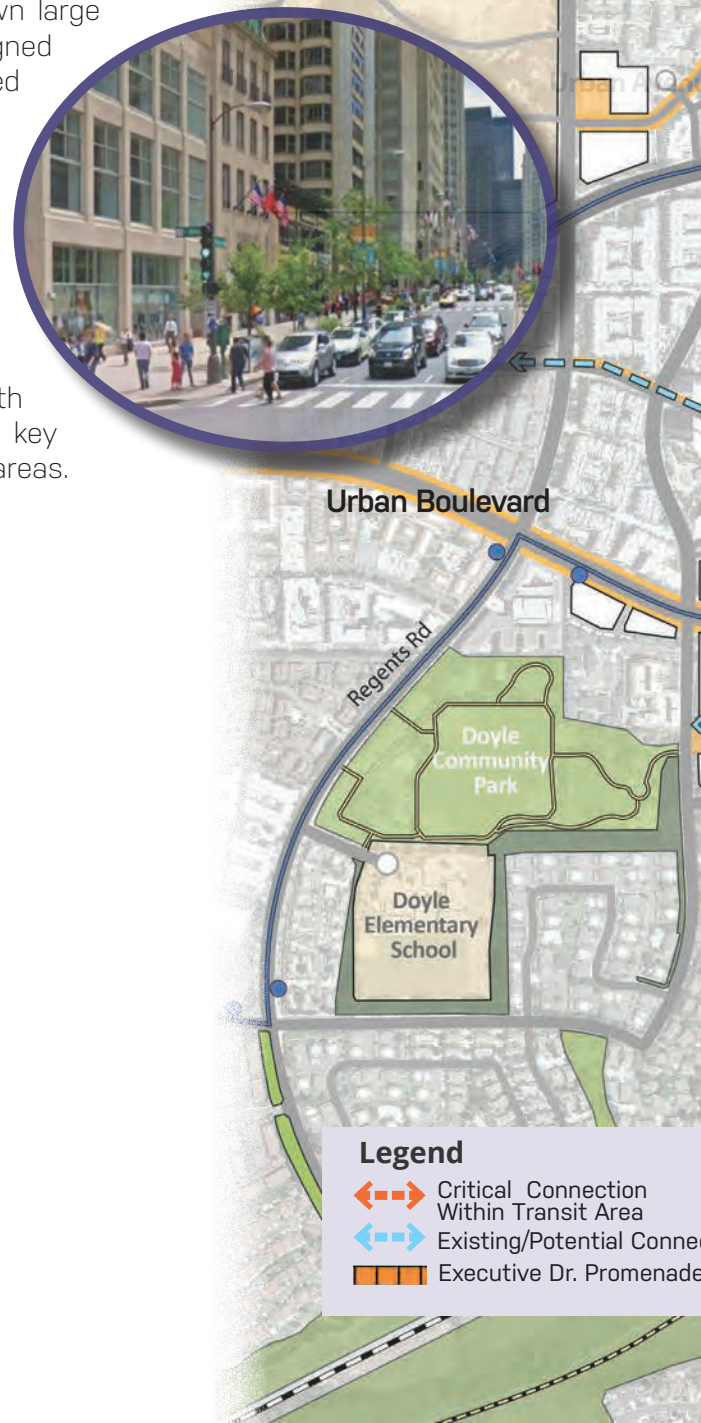 wn large
gned
ed
th
key
areas.
Urban
Urban Boulevard
Regents Rd
Doyle
Community
Park
Doyle
Elementary
School
Legend
Critical Connection
Within Transit Area
Existing/Potential Connec
Executive Dr. Promenade